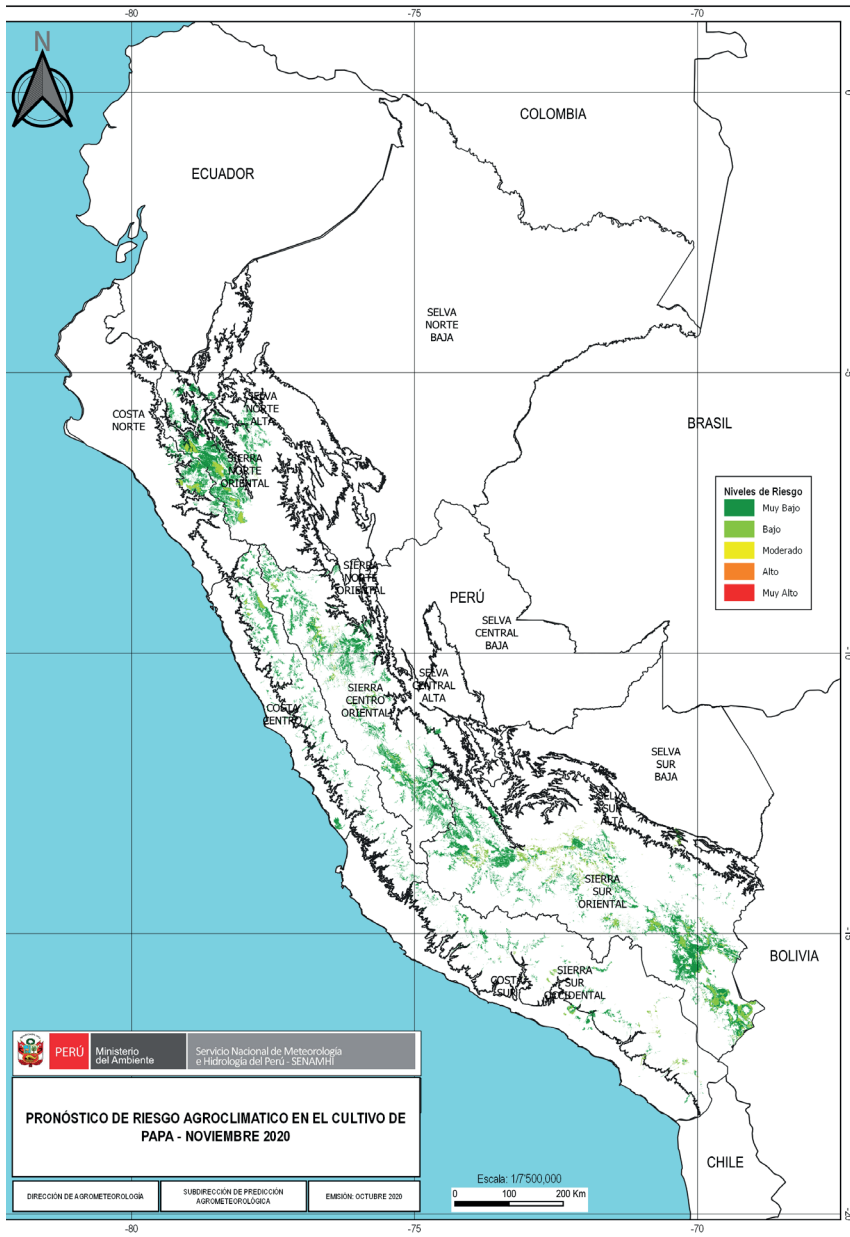 -80
-75
-70
N
COLOMBIA
ECUADOR
SELVA
NORTE
BAJA
COSTA
NORTE
SELVA
NORTE
ALTA
BRASIL
SIERRA
NORTE
ORIENTAL
Niveles de Riesgo
Muy Bajo
Bajo
Moderado
Alto
Muy Alto
SIERRA
NORTE
ORIENTAL
PERÚ
SELVA
CENTRAL
BAJA
SELVA
CENTRAL
ALTA
SIERRA
CENTRO
ORIENTAL
COSTA
CENTRO
SELVA
SUR
BAJA
SELVA
SUR
ALTA
SIERRA
SUR
ORIENTAL
BOLIVIA
COSTA
SUR
SIERRA
SUR
OCCIDENTAL
CHILE
PERÚ
Ministerio
del Ambiente
Servicio Nacional de Meteorología
e Hidrología del Perú - SENAMHI
PRONÓSTICO DE RIESGO AGROCLIMATICO EN EL CULTIVO DE
PAPA - NOVIEMBRE 2020
DIRECCIÓN DE AGROMETEOROLOGÍA
SUBDIRECCIÓN DE PREDICCIÓN
AGROMETEOROLÓGICA
EMISIÓN: OCTUBRE 2020
Escala: 1/7'500,000
0 100 200 Km
-80
-75
-70